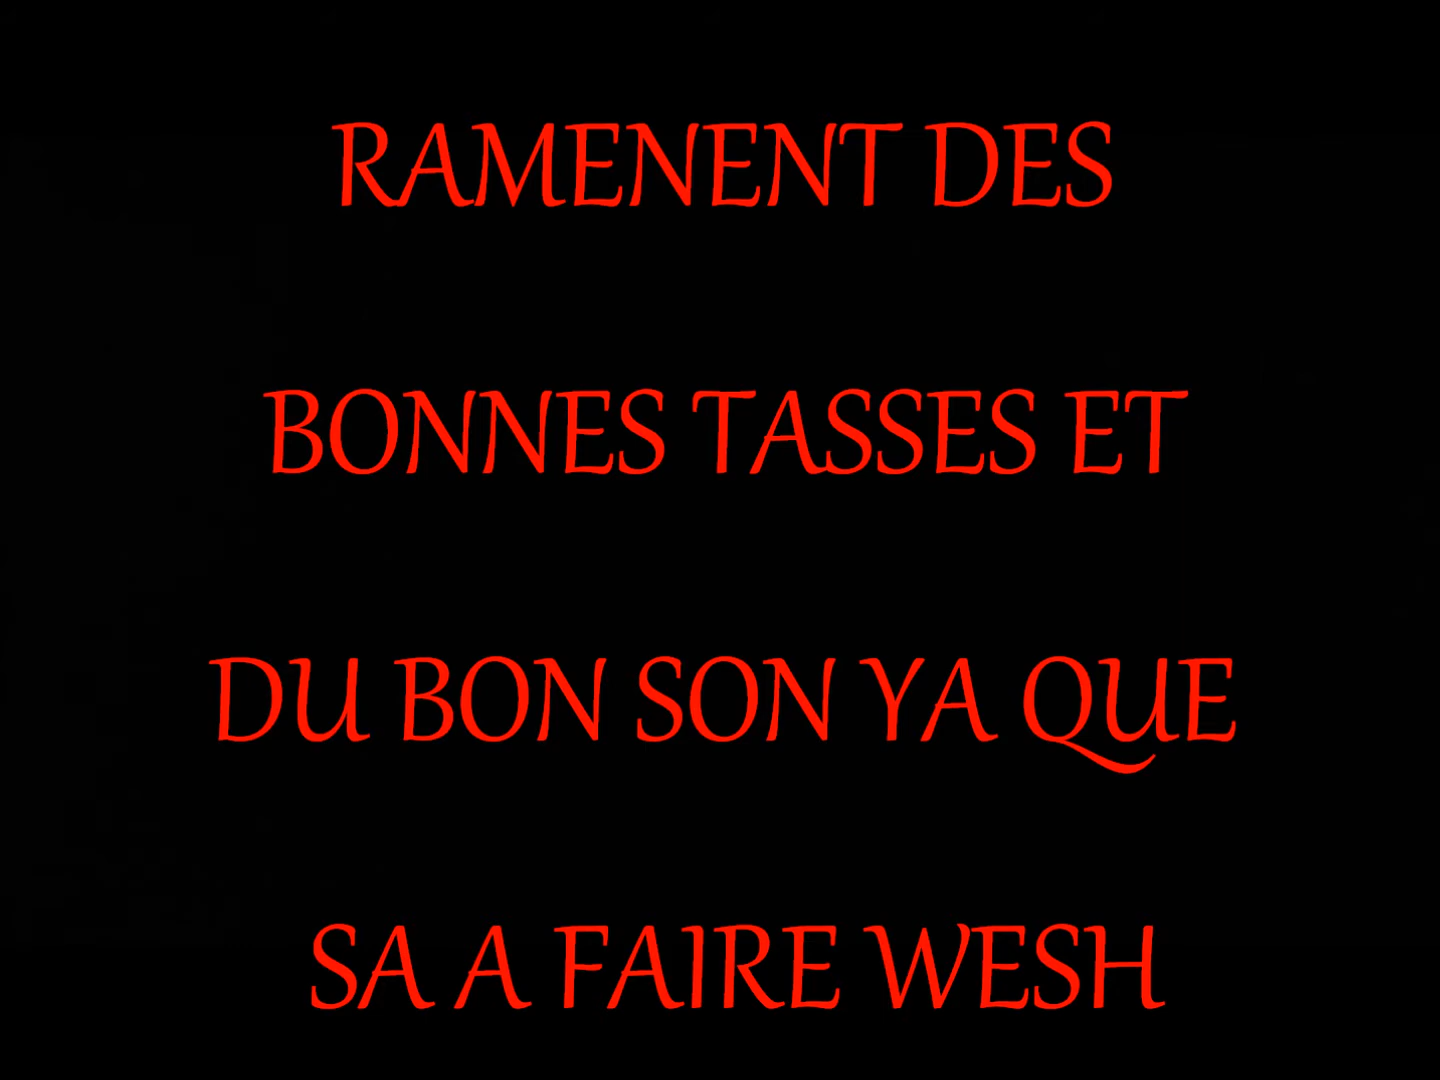 RAMENENT DES
BONNES TASSES ET
DU BON SON YA QUE
SA A FAIRE WESH